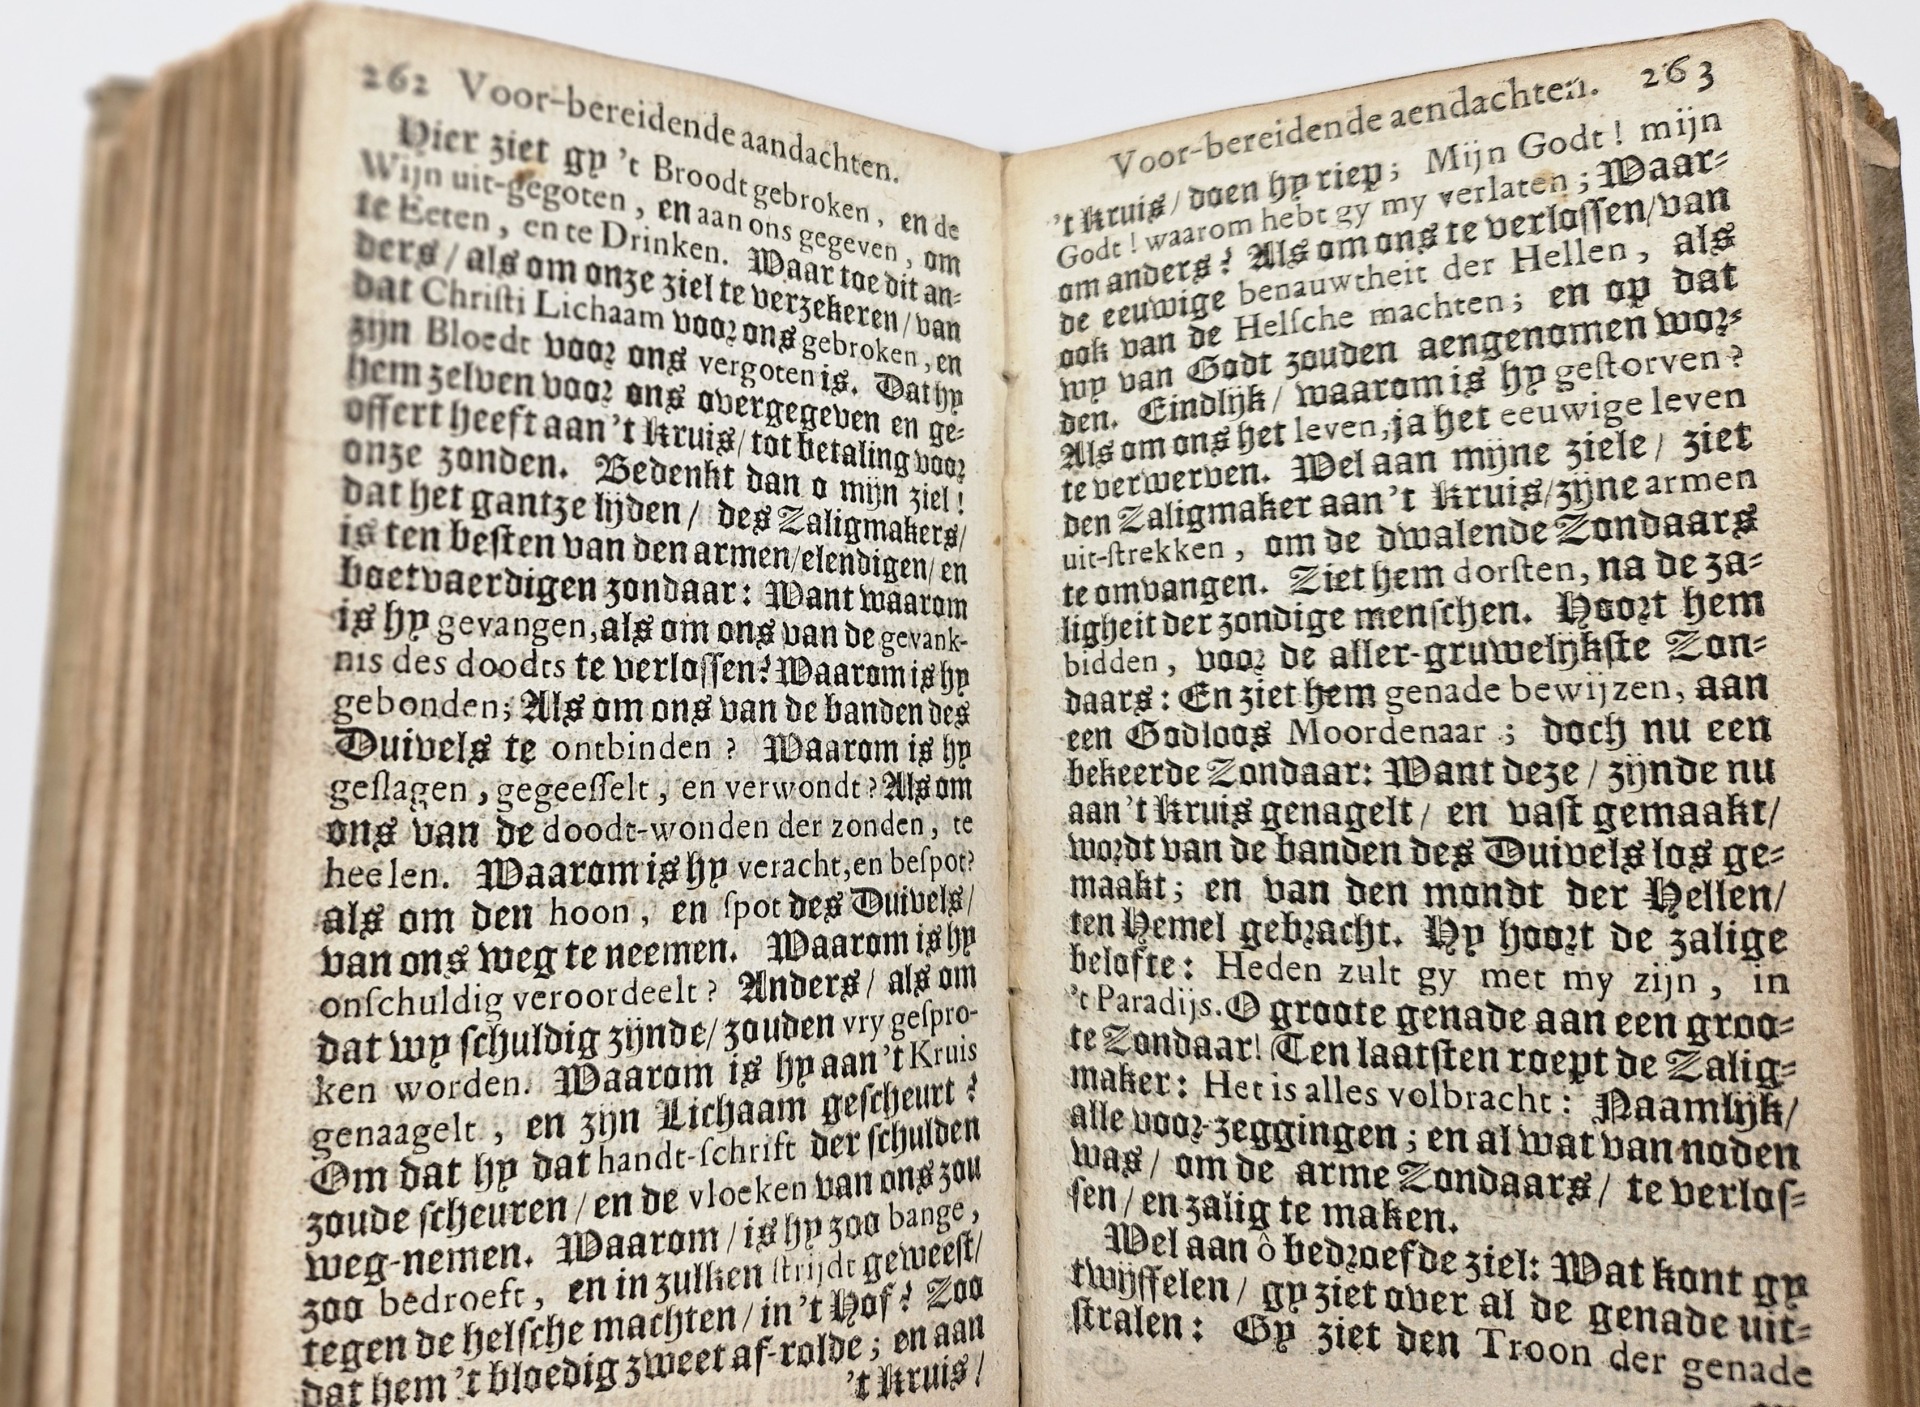 262 Voor-bereidende aandachten.
Hier ziet gy 't Broodt gebroken, en de
Wijn uit-gegoten, en aan ons gegeven, om
te Eeten, en te Drinken. Waar toe dit an-
ders / als om onze ziel te verzekeren / van
dat Chriſti Lichaam voor ons gebroken, en
zijn Bloedt voor ons vergoten is. Dat hy
hem zelven voor ons overgegeven en ge-
offert heeft aan 't Kruis / tot betaling voor
onze zonden. Bedenkt dan o mijn ziel!
dat het gantze lijden / des Zaligmakers /
is ten beſten van den armen / elendigen / en
boetvaerdigen zondaar: Want waarom
is hy gevangen, als om ons van de gevank-
nis des doodts te verloſſen? Waarom is hy
gebonden; Als om ons van de banden des
Duivels te ontbinden? Waarom is hy
geſlagen, gegeeſſelt, en verwondt? Als om
ons van de doodt-wonden der zonden, te
heelen. Waarom is hy veracht, en beſpot?
als om den hoon, en ſpot des Duivels /
van ons weg te neemen. Waarom is hy
onſchuldig veroordeelt? Anders / als om
dat wy ſchuldig zijnde / zouden vry geſpro-
ken worden. Waarom is hy aan 't Kruis
genaagelt, en zijn Lichaam geſcheurt?
Om dat hy dat handt-ſchrift der ſchulden
zoude ſcheuren / en de vloeken van ons zou
weg-nemen. Waarom / is hy zoo bange,
zoo bedroeft, en in zulken ſtrijdt geweeſt /
tegen de helſche machten / in 't Hof? Zoo
dat hem 't bloedig zweet af-rolde; en aan
't Kruis /
Voor-bereidende aendachten. 263
't Kruis / doen hy riep; Mijn Godt! mijn
Godt! waarom hebt gy my verlaten; Waar-
om anders? Als om ons te verloſſen / van
de eeuwige benauwtheit der Hellen, als
ook van de Helſche machten; en op dat
wy van Godt zouden aengenomen wor-
den. Eindlijk / waarom is hy geſtorven?
Als om ons het leven, ja het eeuwige leven
te verwerven. Wel aan mijne ziele / ziet
den Zaligmaker aan 't Kruis / zijne armen
uit-ſtrekken, om de dwalende Zondaars
te omvangen. Ziet hem dorſten, na de za-
ligheit der zondige menſchen. Hoort hem
bidden, voor de aller-gruwelijkſte Zon-
daars: En ziet hem genade bewijzen, aan
een Godloos Moordenaar; doch nu een
bekeerde Zondaar: Want deze / zijnde nu
aan 't Kruis genagelt / en vaſt gemaakt /
wordt van de banden des Duivels los ge-
maakt; en van den mondt der Hellen /
ten Hemel gebracht. Hy hoort de zalige
belofte: Heden zult gy met my zijn, in
't Paradijs. O groote genade aan een groo-
te Zondaar! Ten laatſten roept de Zalig-
maker: Het is alles volbracht: Naamlijk /
alle voor-zeggingen; en al wat van noden
was / om de arme Zondaars / te verloſ-
ſen / en zalig te maken.
Wel aan ô bedroefde ziel: Wat kont gy
twijffelen / gy ziet over al de genade uit-
ſtralen: Gy ziet den Troon der genade